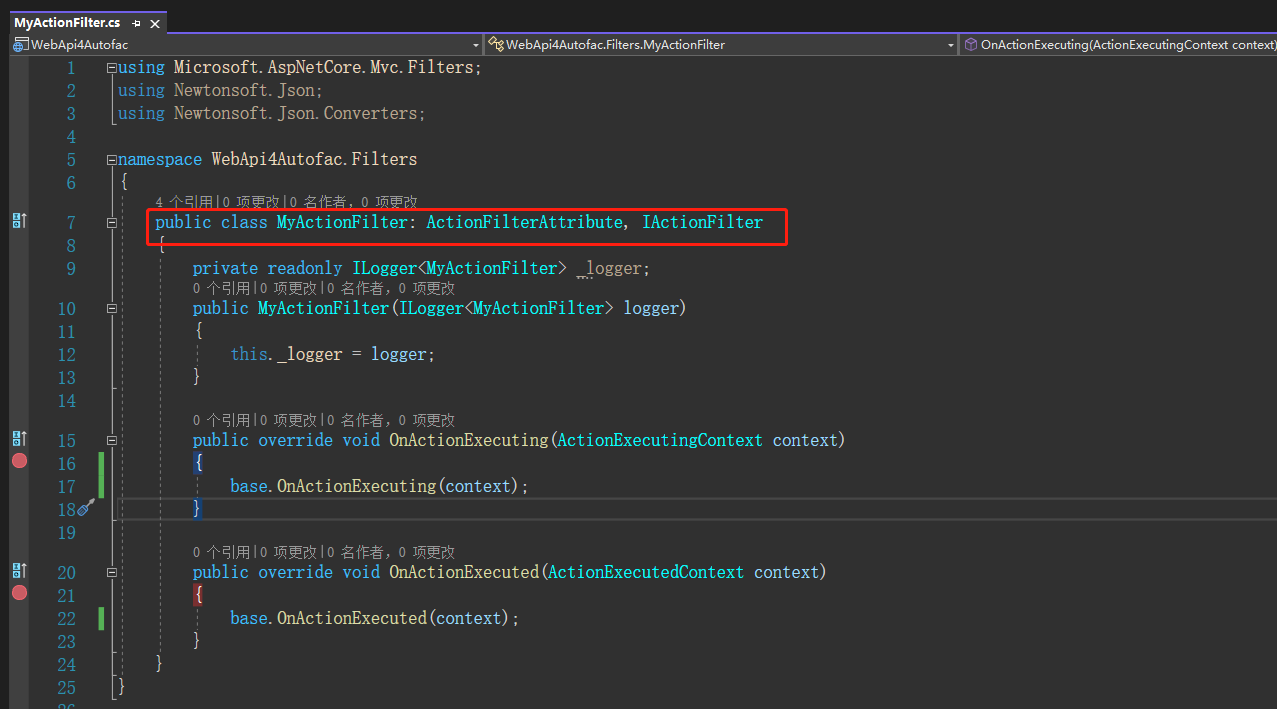 MyActionFilter.cs
WebApi4Autofac WebApi4Autofac.Filters.MyActionFilter OnActionExecuting(ActionExecutingContext context)
1 using Microsoft.AspNetCore.Mvc.Filters;
2 using Newtonsoft.Json;
3 using Newtonsoft.Json.Converters;
4
5 namespace WebApi4Autofac.Filters
6 {
4 个引用|0 项更改|0 名作者, 0 项更改
7 public class MyActionFilter: ActionFilterAttribute, IActionFilter
8 {
9 private readonly ILogger<MyActionFilter> _logger;
0 个引用|0 项更改|0 名作者, 0 项更改
10 public MyActionFilter(ILogger<MyActionFilter> logger)
11 {
12 this._logger = logger;
13 }
14
0 个引用|0 项更改|0 名作者, 0 项更改
15 public override void OnActionExecuting(ActionExecutingContext context)
16 {
17 base.OnActionExecuting(context);
18 }
19
0 个引用|0 项更改|0 名作者, 0 项更改
20 public override void OnActionExecuted(ActionExecutedContext context)
21 {
22 base.OnActionExecuted(context);
23 }
24 }
25 }
26